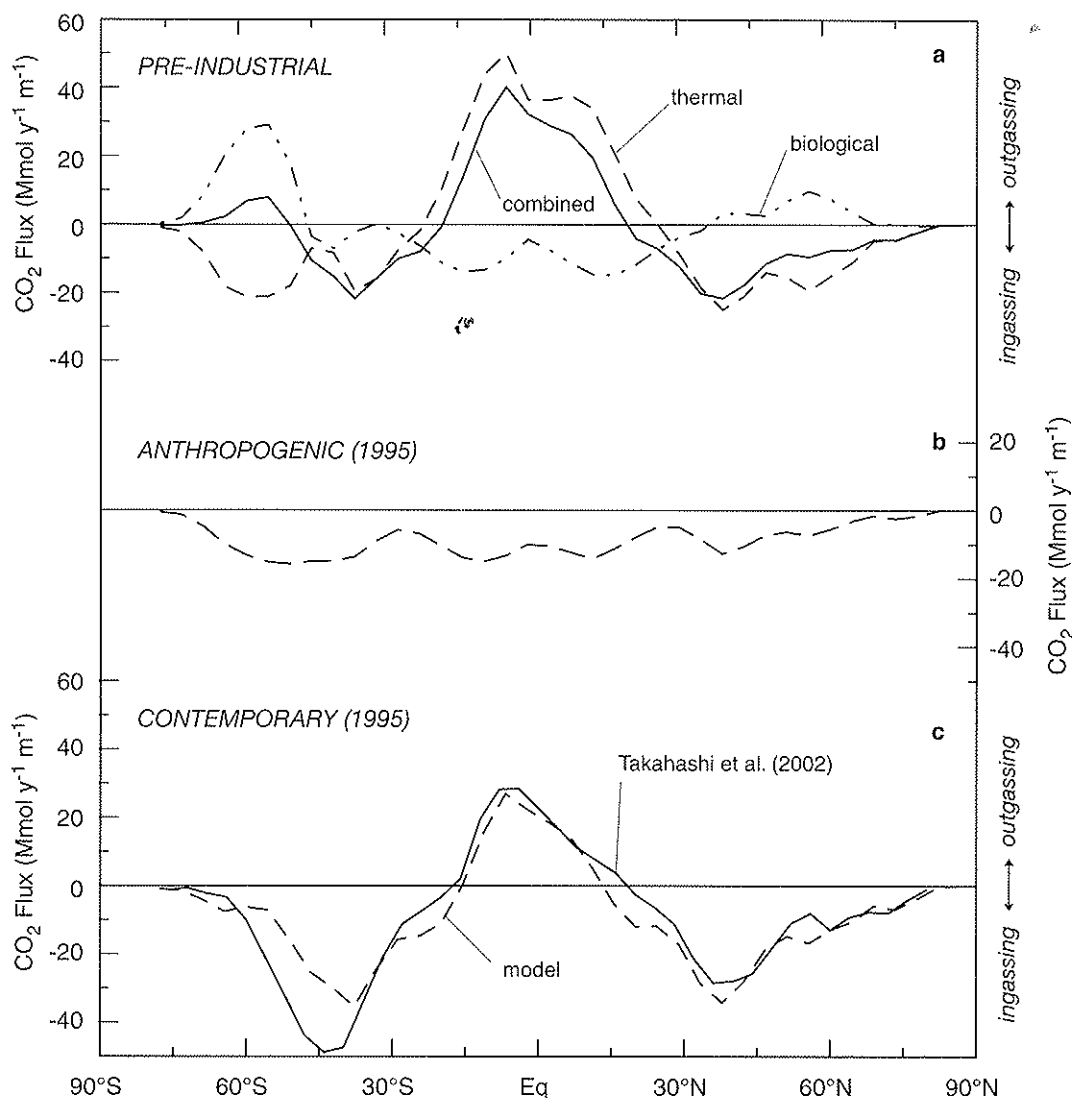 60
40
20
0
-20
-40
CO2 Flux (Mmol y-1 m-1)
PRE-INDUSTRIAL
a
thermal
biological
combined
ingassing ↔ outgassing
ANTHROPOGENIC (1995)
b
20
0
-20
-40
CO2 Flux (Mmol y-1 m-1)
60
40
20
0
-20
-40
CO2 Flux (Mmol y-1 m-1)
CONTEMPORARY (1995)
c
Takahashi et al. (2002)
model
ingassing ↔ outgassing
90°S 60°S 30°S Eq 30°N 60°N 90°N